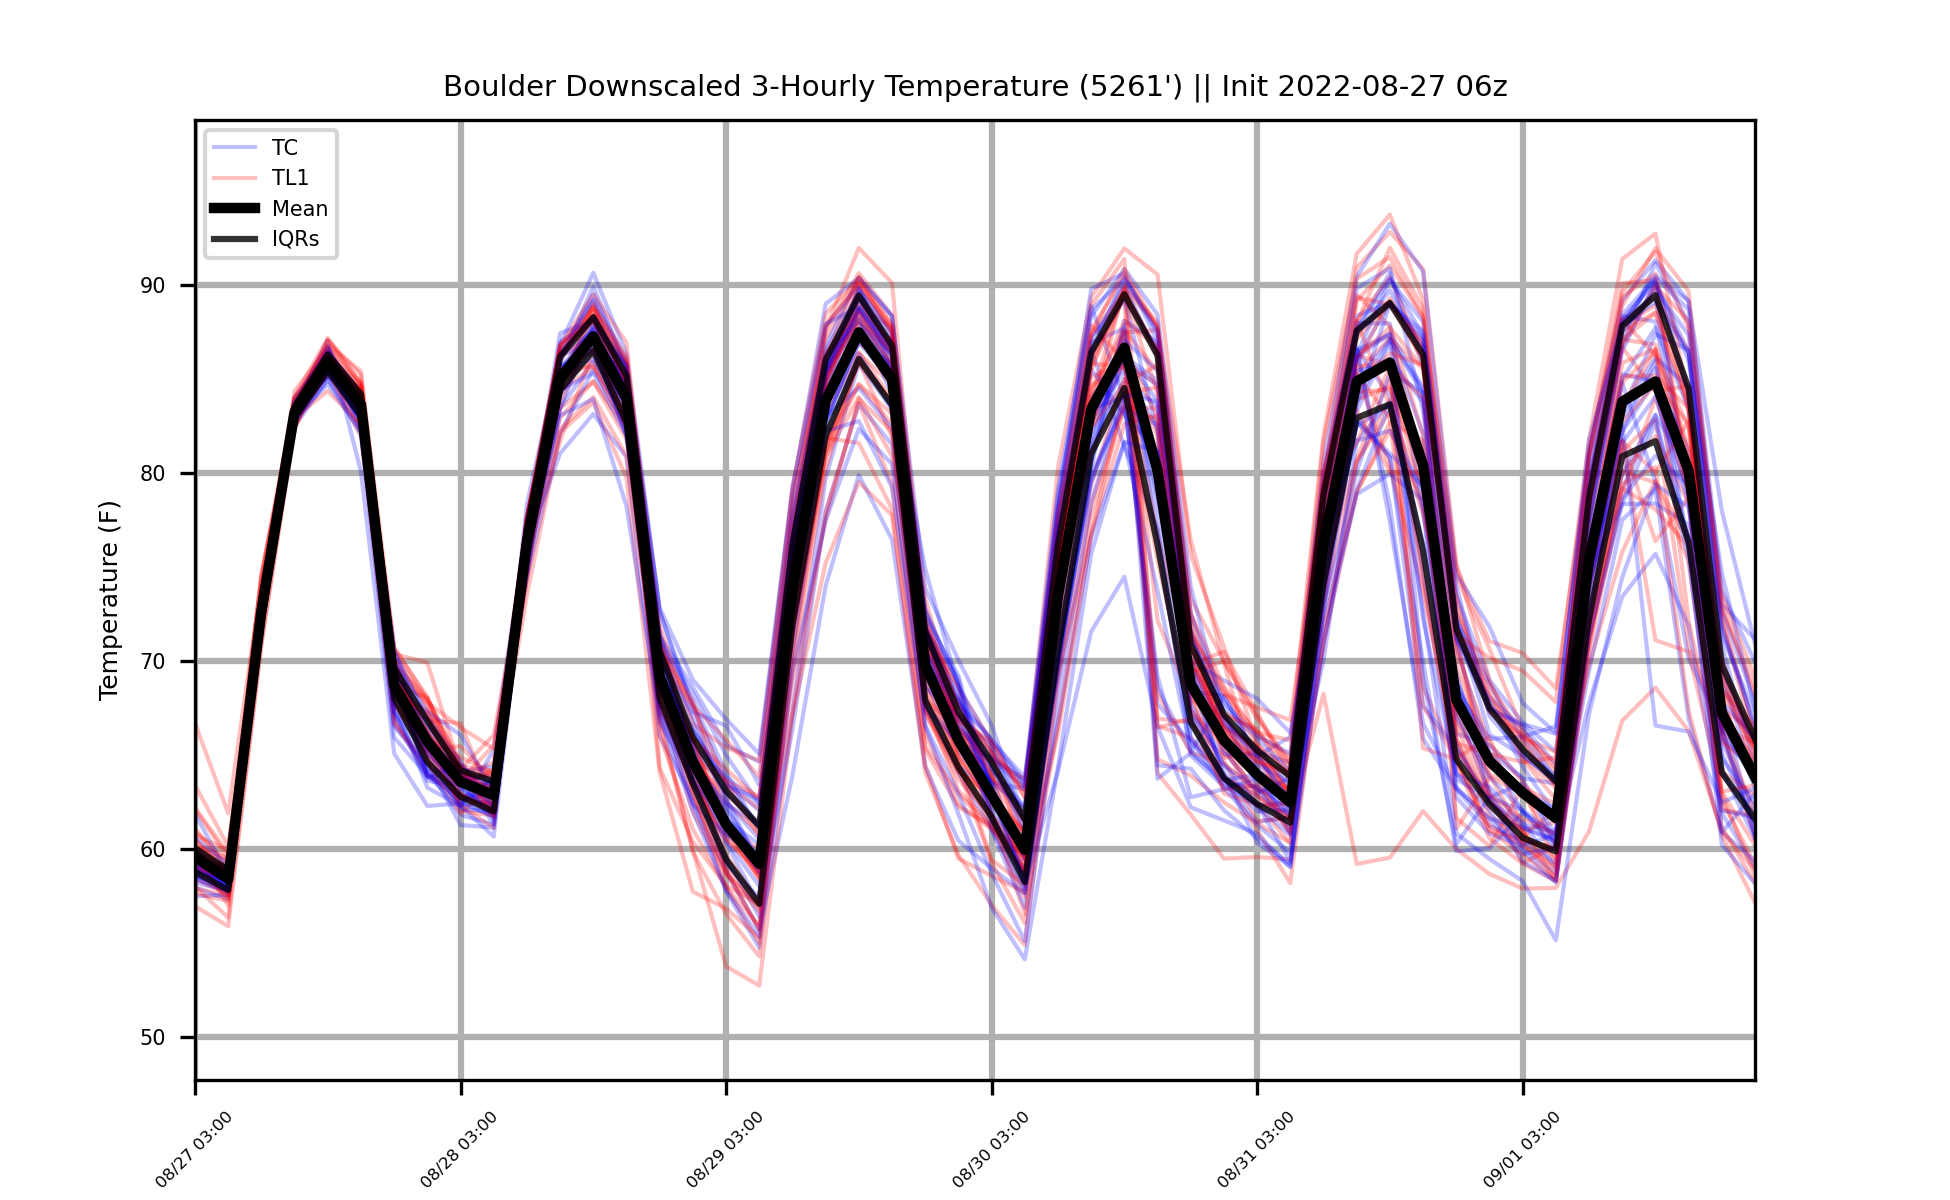 Boulder Downscaled 3-Hourly Temperature (5261') || Init 2022-08-27 06z
TC
TL1
Mean
IQRs
Temperature (F)
90
80
70
60
50
08/27 03:00
08/28 03:00
08/29 03:00
08/30 03:00
08/31 03:00
09/01 03:00